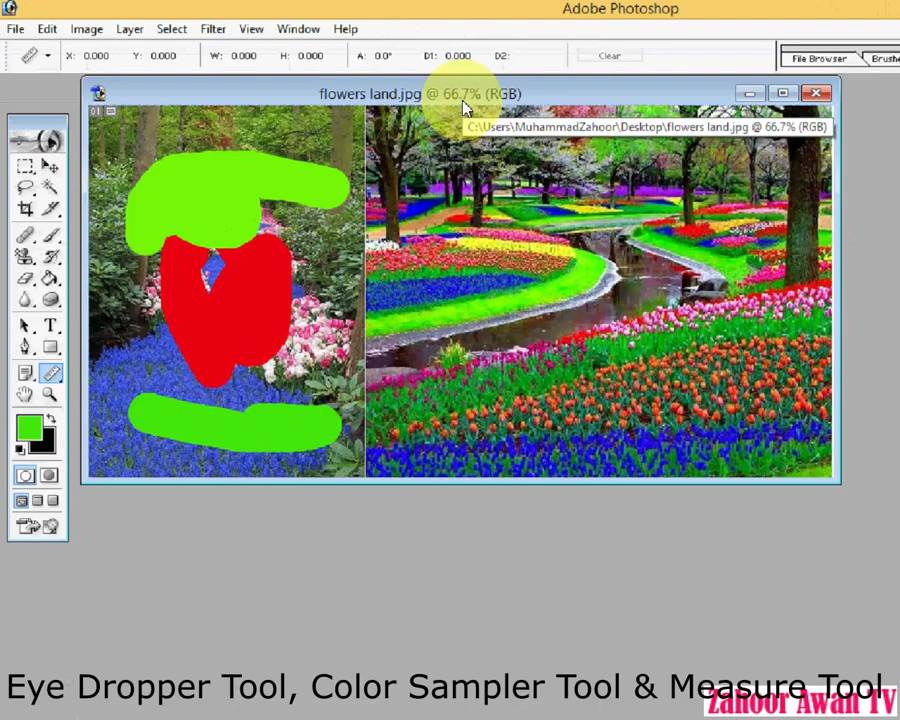 Adobe Photoshop
File Edit Image Layer Select Filter View Window Help
X: 0.000 Y: 0.000 W: 0.000 H: 0.000 A: 0.0° D1: 0.000 D2: Clear File Browser Brushe
flowers land.jpg @ 66.7% (RGB)
01
C:\Users\MuhammadZahoor\Desktop\flowers land.jpg @ 66.7% (RGB)
T
Eye Dropper Tool, Color Sampler Tool & Measure Tool
Zahoor Awan TV